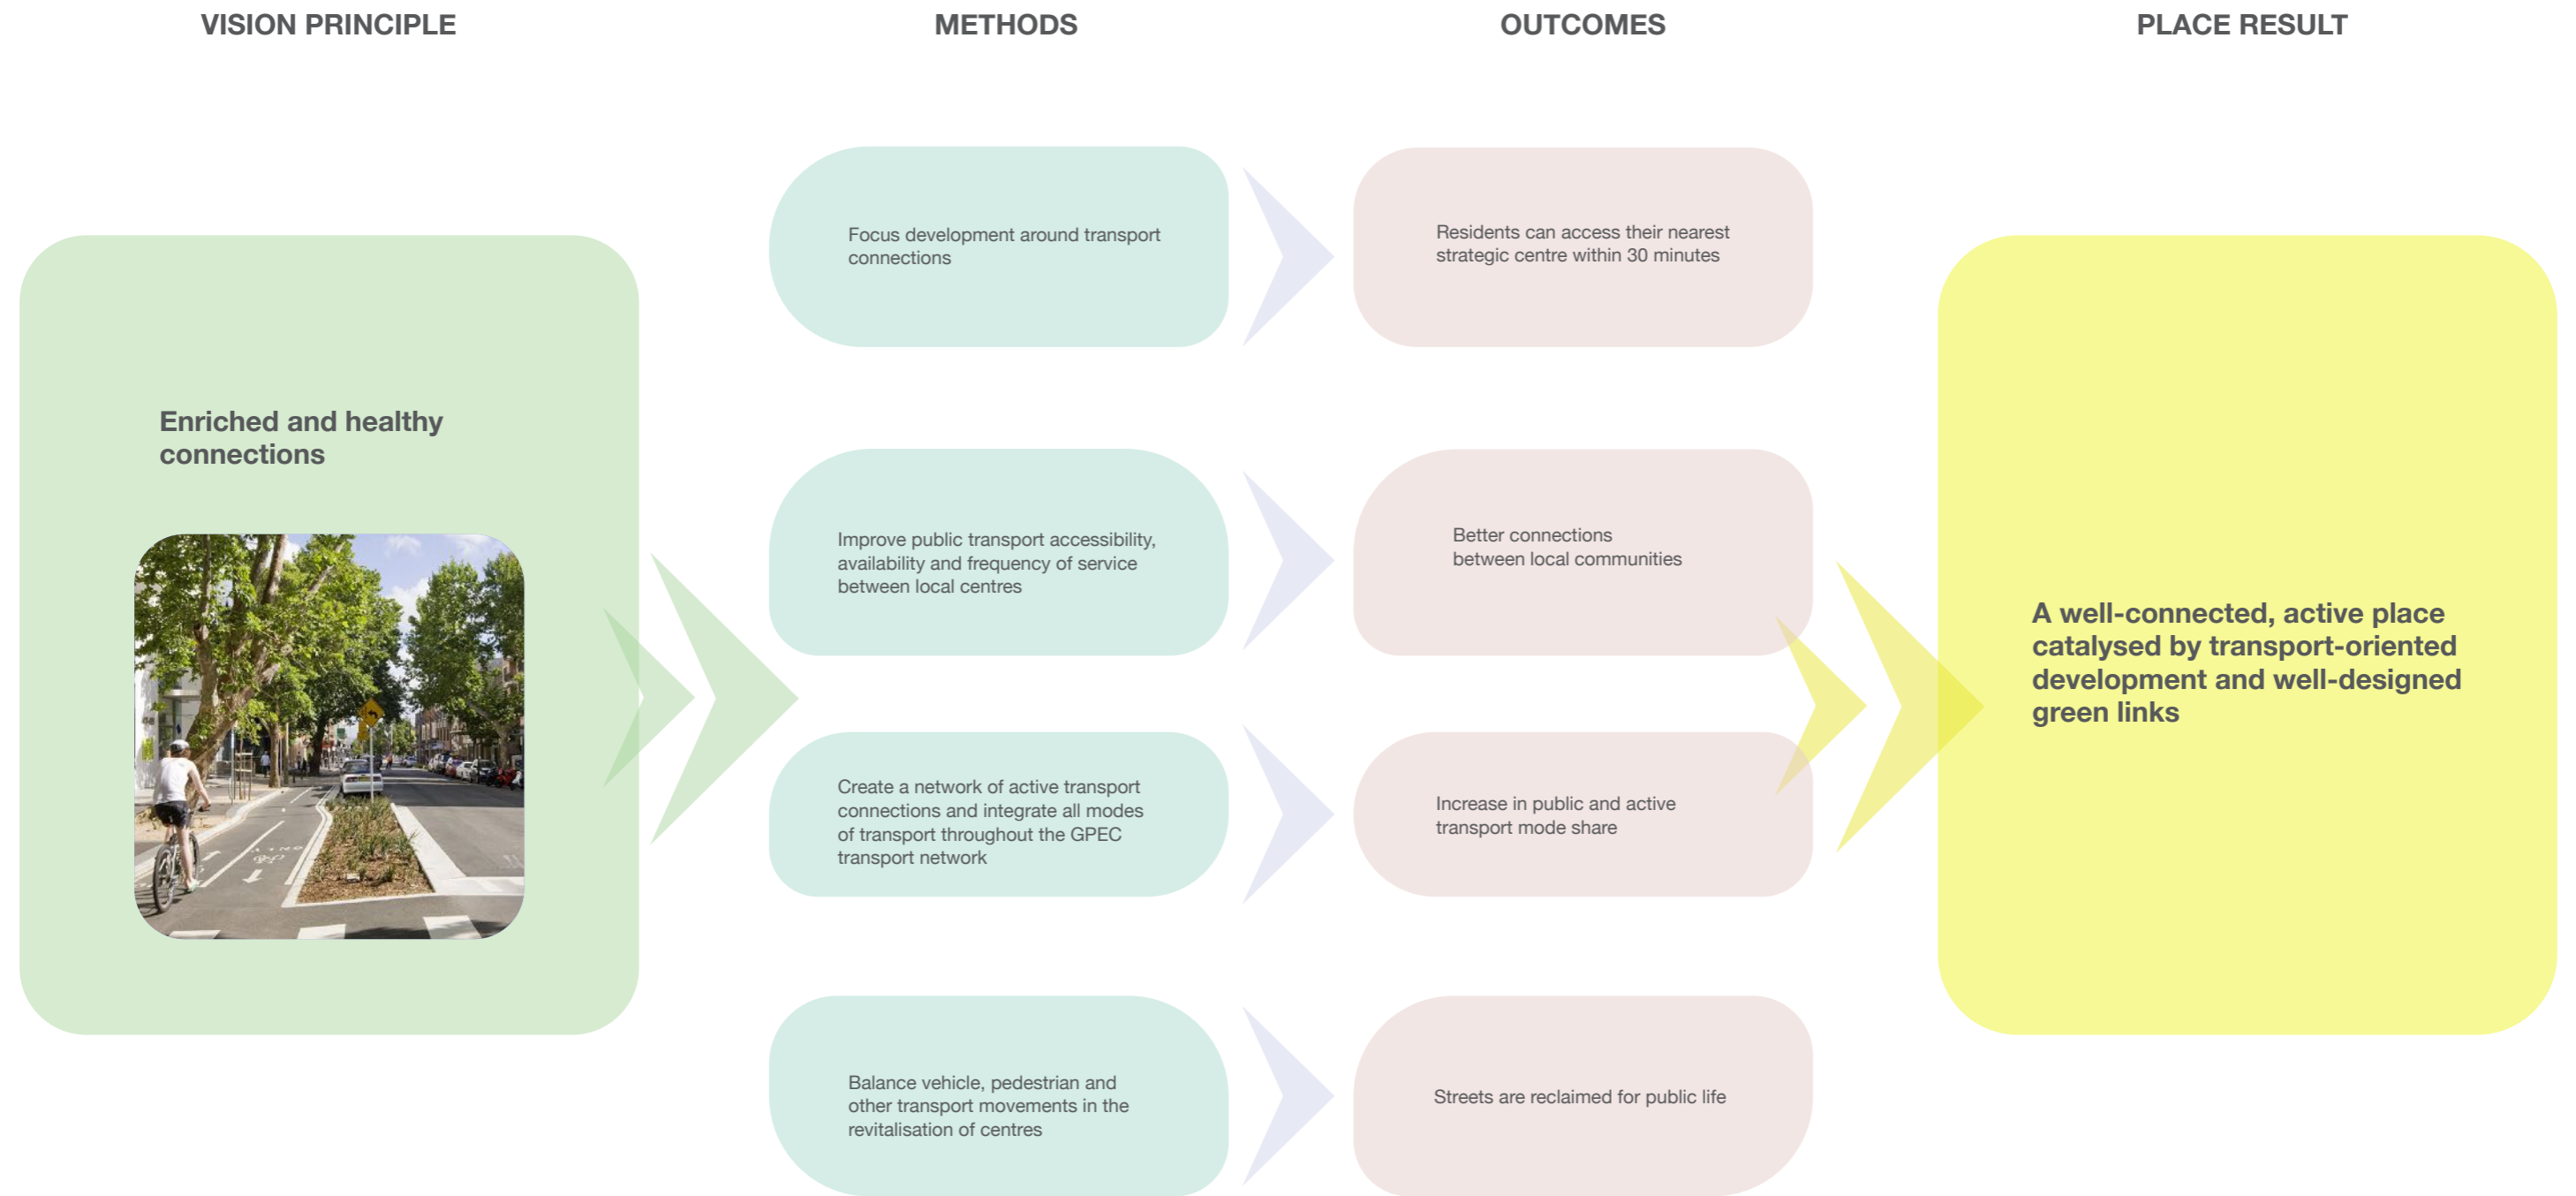 VISION PRINCIPLE
METHODS
OUTCOMES
PLACE RESULT
Enriched and healthy
connections
Focus development around transport
connections
Residents can access their nearest
strategic centre within 30 minutes
Improve public transport accessibility,
availability and frequency of service
between local centres
Better connections
between local communities
Create a network of active transport
connections and integrate all modes
of transport throughout the GPEC
transport network
Increase in public and active
transport mode share
Balance vehicle, pedestrian and
other transport movements in the
revitalisation of centres
Streets are reclaimed for public life
A well-connected, active place
catalysed by transport-oriented
development and well-designed
green links